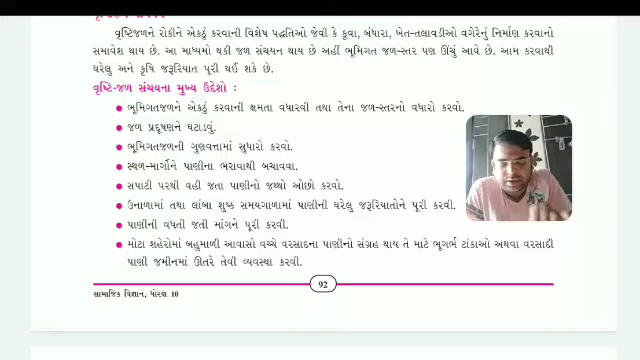 વૃષ્ટિજળને રોકીને એકઠું કરવાની વિશેષ પદ્ધતિઓ જેવી કે કૂવા, બંધારા, ખેત-તલાવડીઓ વગેરેનું નિર્માણ કરવાનો
સમાવેશ થાય છે. આ માધ્યમો થકી જળ સંચયન થાય છે અહીં ભૂમિગત જળ-સ્તર પણ ઊંચું આવે છે. આમ કરવાથી
ઘરેલુ અને કૃષિ જરૂરિયાત પૂરી થઈ શકે છે.
વૃષ્ટિ-જળ સંચયના મુખ્ય ઉદ્દેશો :
● ભૂમિગતજળને એકઠું કરવાની ક્ષમતા વધારવી તથા તેના જળ-સ્તરનો વધારો કરવો.
● જળ પ્રદૂષણને ઘટાડવું.
● ભૂમિગતજળની ગુણવત્તામાં સુધારો કરવો.
● સ્થળ-માર્ગોને પાણીના ભરાવાથી બચાવવા.
● સપાટી પરથી વહી જતા પાણીનો જથ્થો ઓછો કરવો.
● ઉનાળામાં તથા લાંબા શુષ્ક સમયગાળામાં પાણીની ઘરેલુ જરૂરિયાતોને પૂરી કરવી.
● પાણીની વધતી જતી માંગને પૂરી કરવી.
● મોટા શહેરોમાં બહુમાળી આવાસો વચ્ચે વરસાદના પાણીનો સંગ્રહ થાય તે માટે ભૂગર્ભ ટાંકાઓ અથવા વરસાદી
પાણી જમીનમાં ઊતરે તેવી વ્યવસ્થા કરવી.
92
સામાજિક વિજ્ઞાન, ધોરણ 10